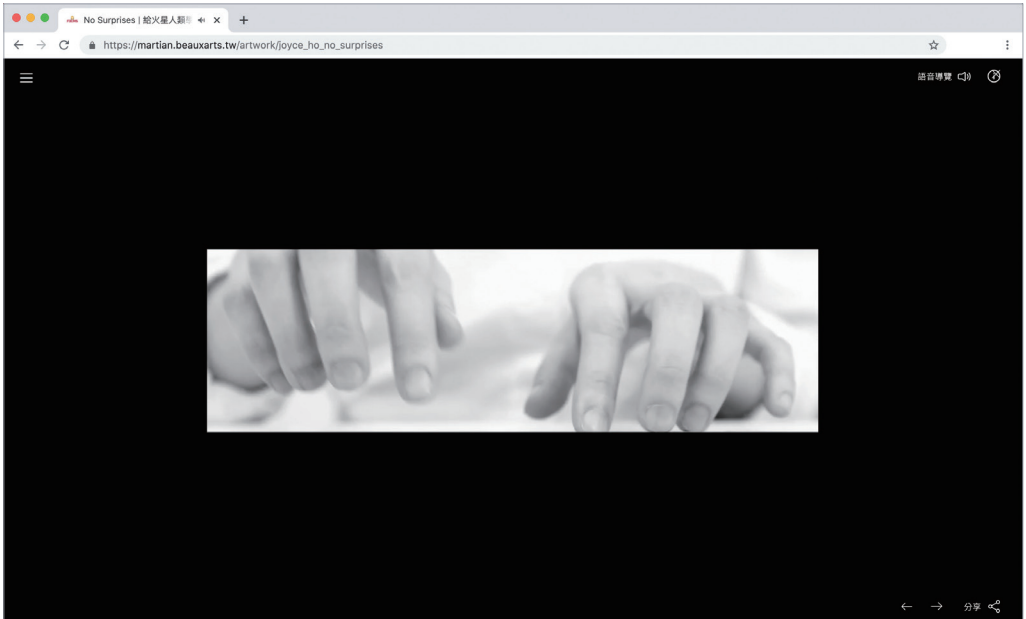 No Surprises | 給火星人類
https://martian.beauxarts.tw/artwork/joyce_ho_no_surprises
語音導覽
分享